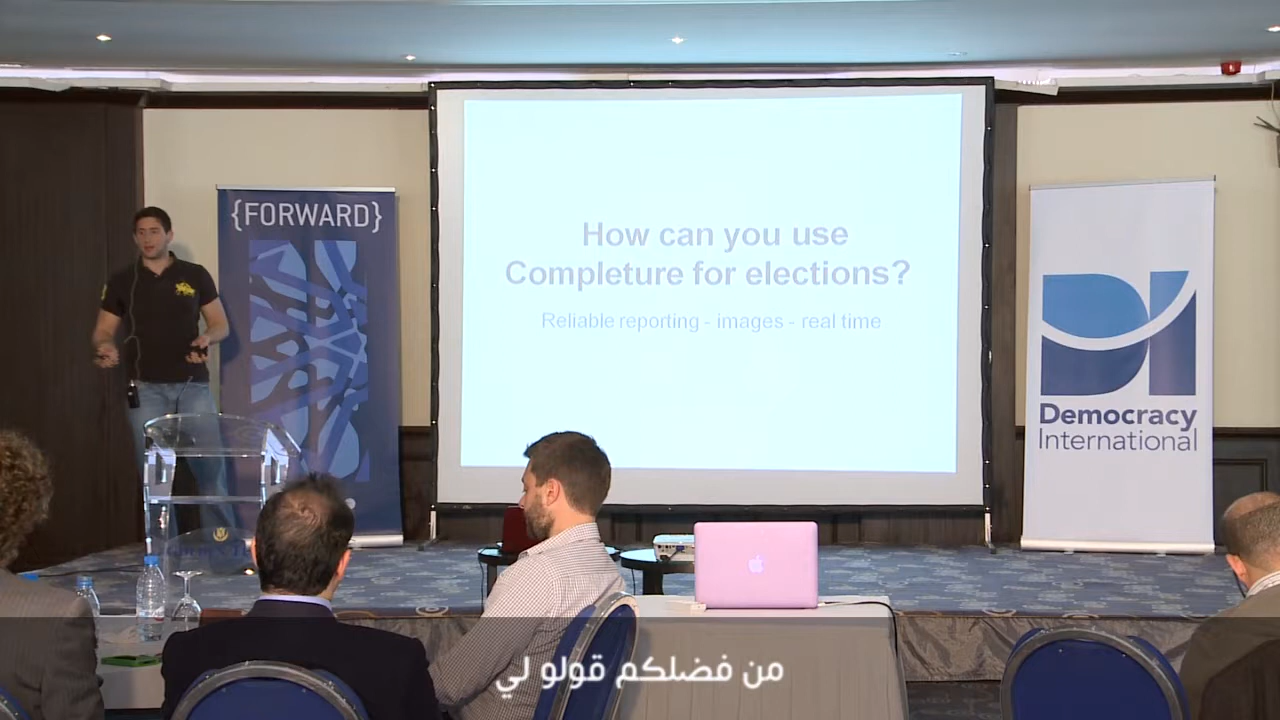 {FORWARD}
How can you use
Completure for elections?
Reliable reporting - images - real time
DI
Democracy
International
من فضلكم قولو لي